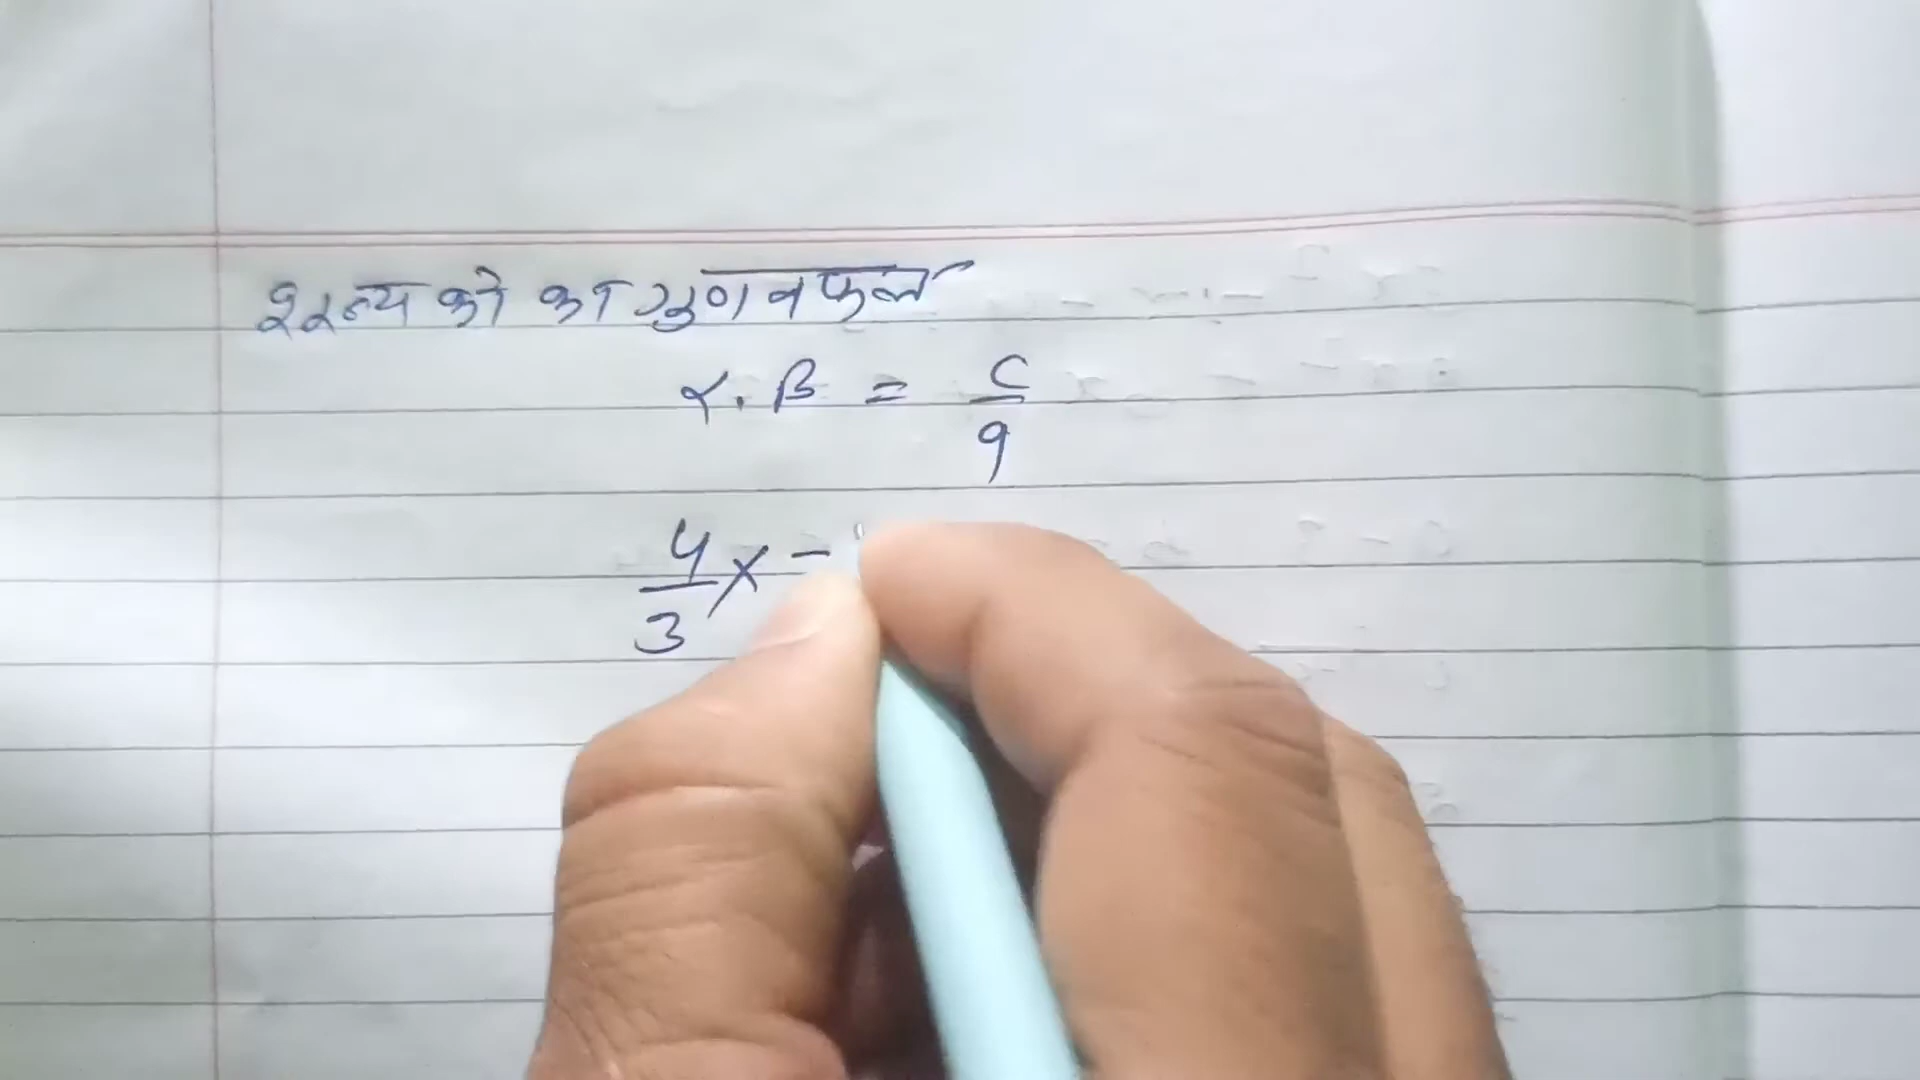 शून्यको का गुणनफल
α . β = c/a
4/3 x -